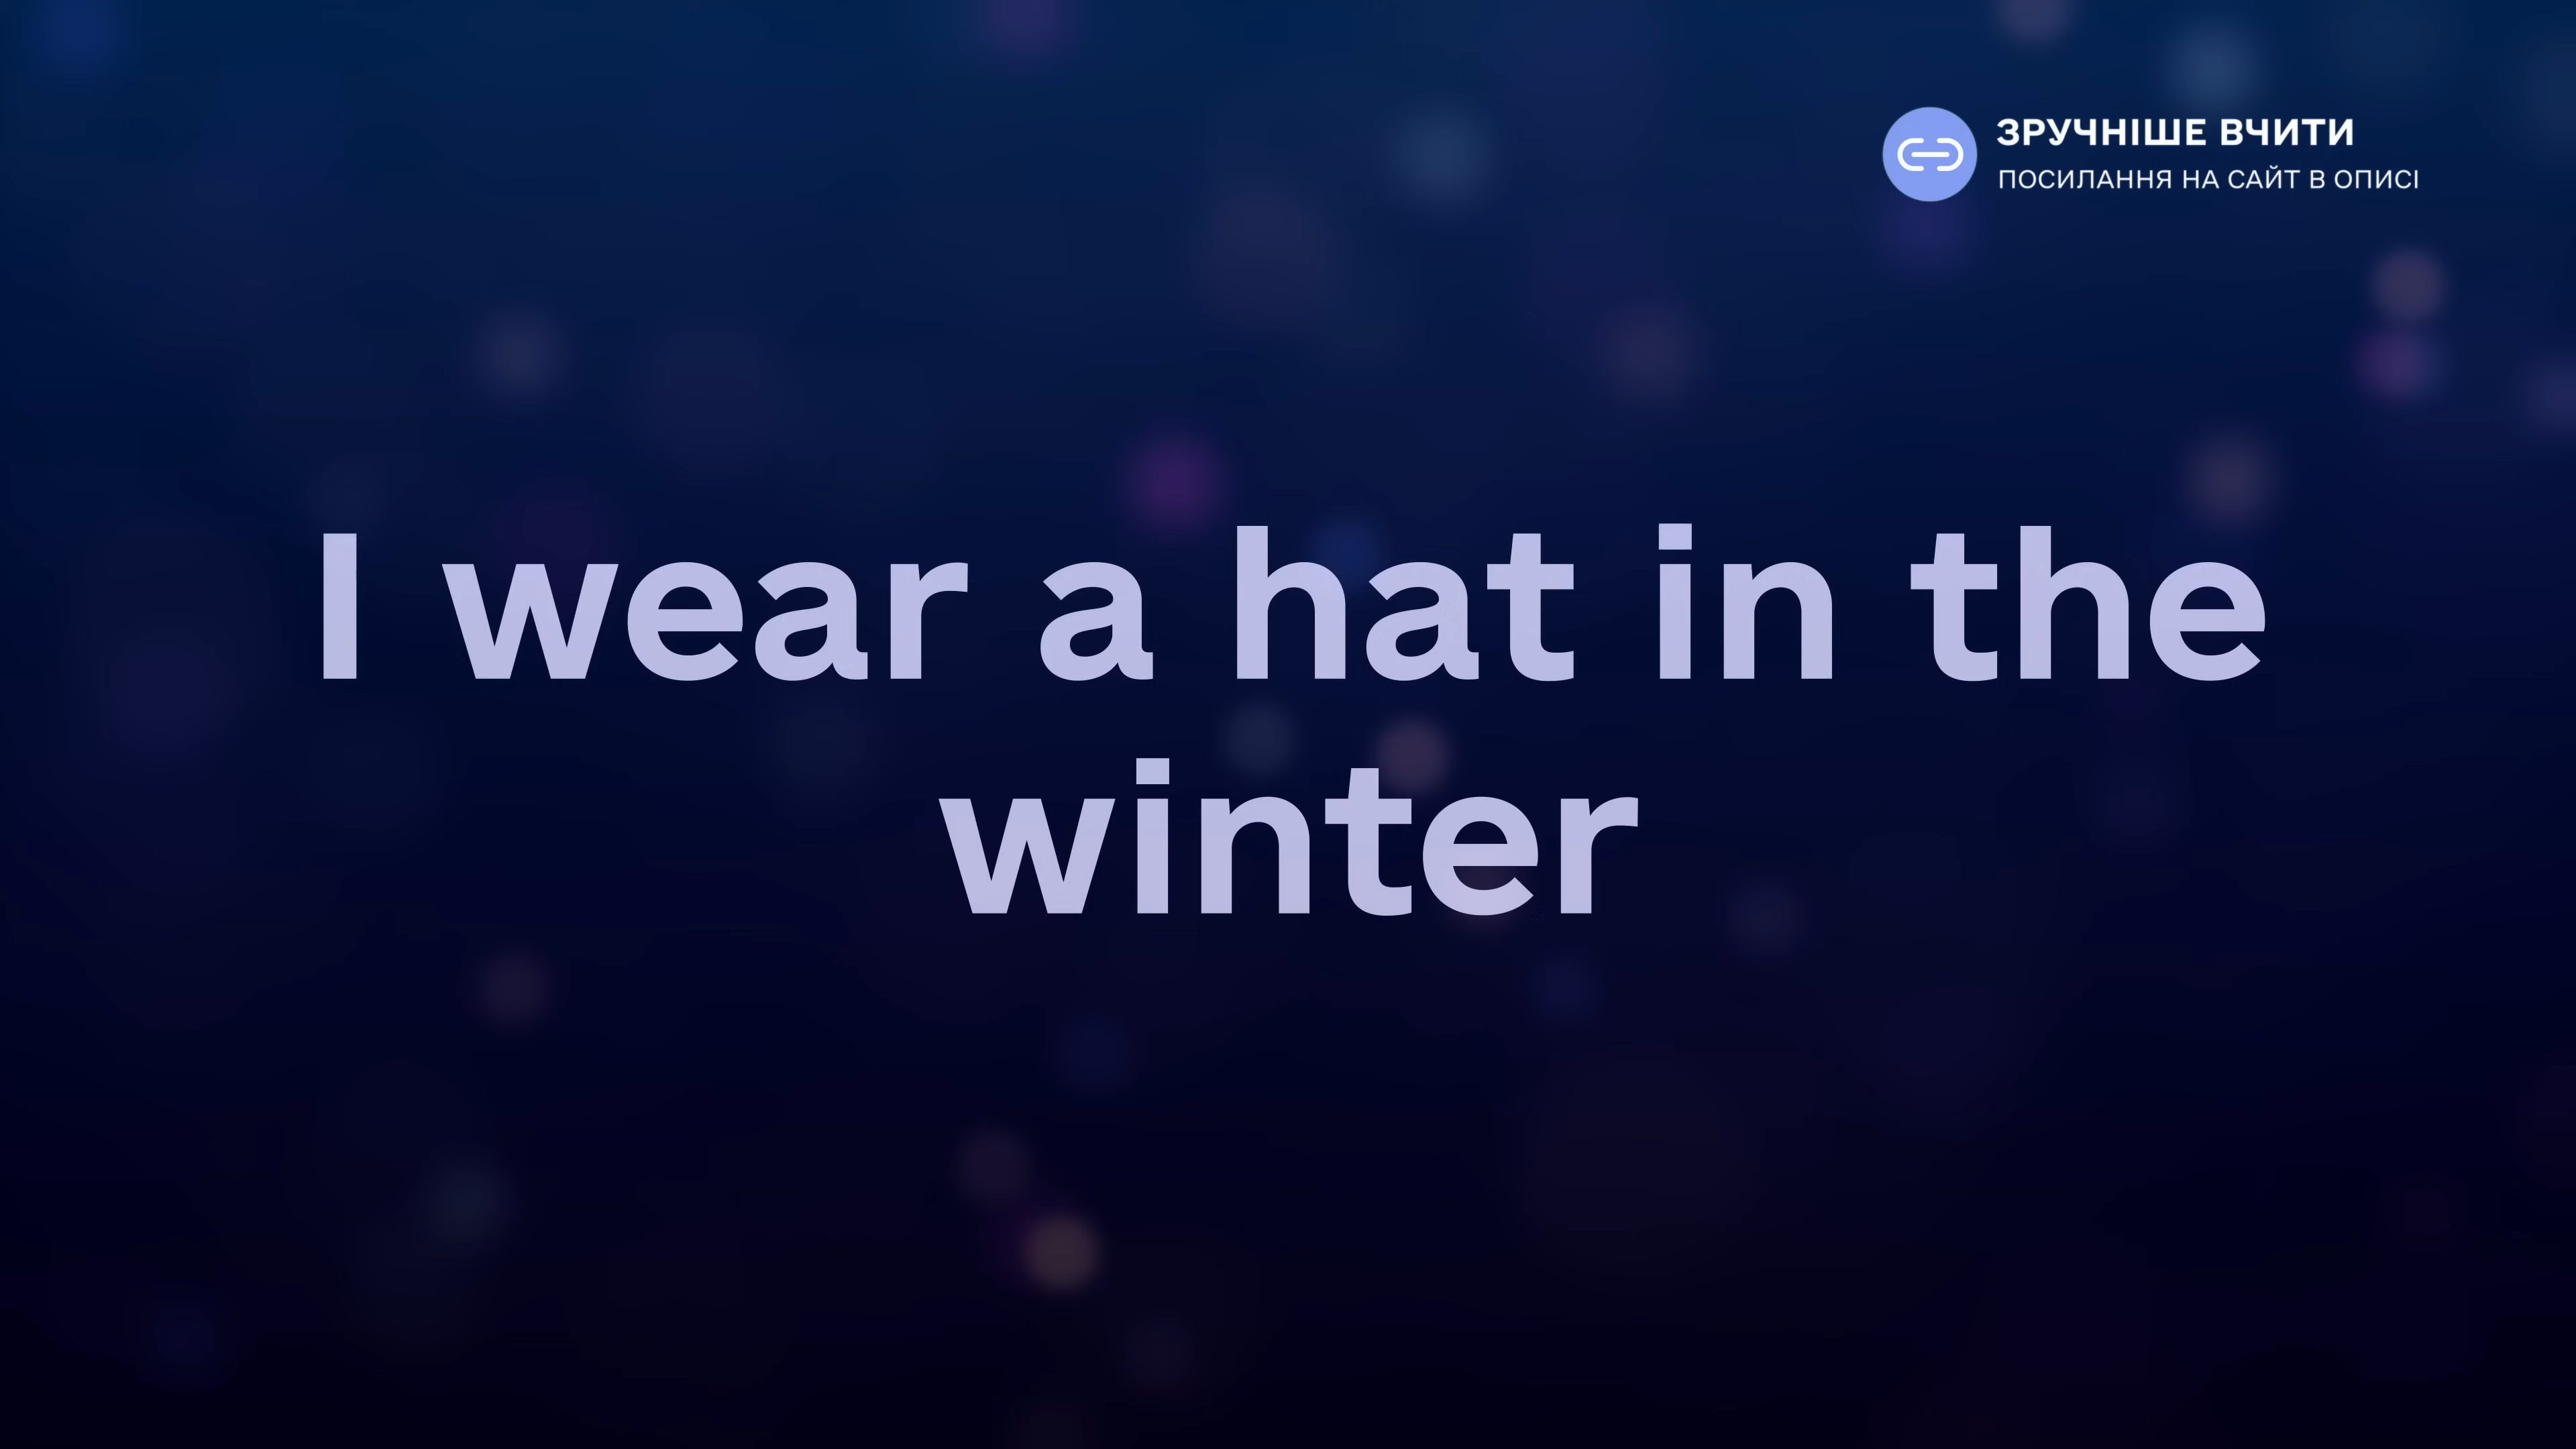 ЗРУЧНІШЕ ВЧИТИ
ПОСИЛАННЯ НА САЙТ В ОПИСІ
I wear a hat in the
winter